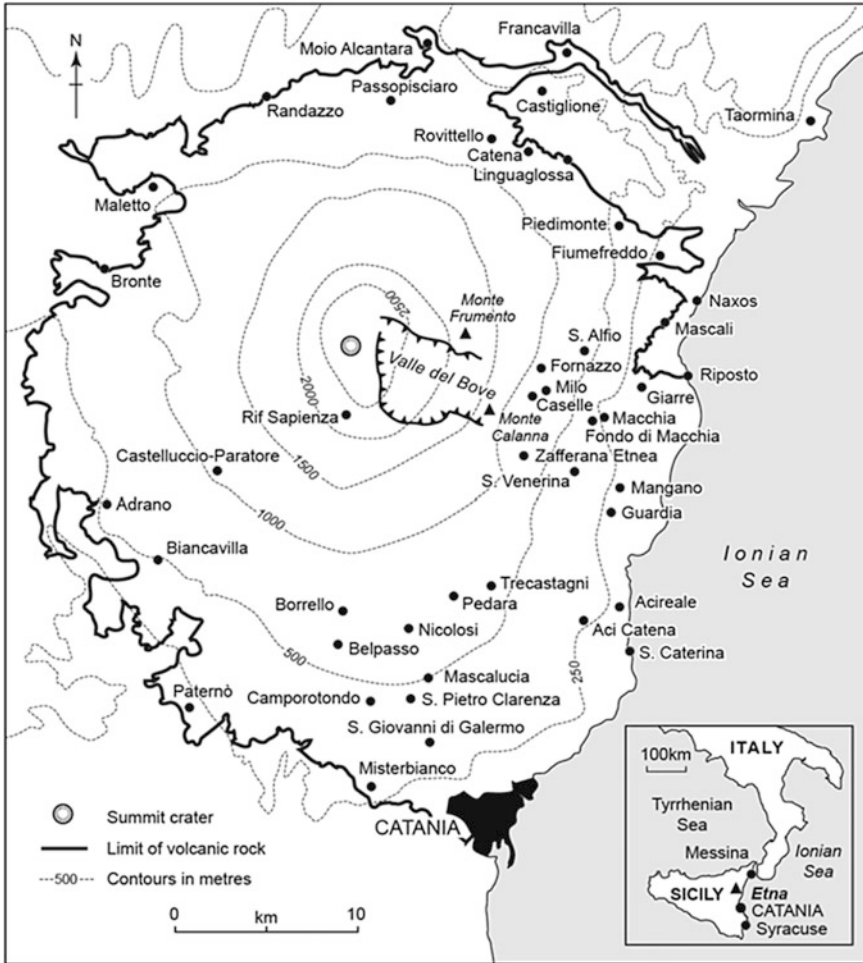 Francavilla
N
Moio Alcantara
Passopisciaro
Castiglione
Randazzo
Taormina
Rovittello
Catena
Linguaglossa
Maletto
Piedimonte
Fiumefreddo
Bronte
2500
Monte
Frumento
Naxos
S. Alfio
Mascali
Valle del Bove
Fornazzo
Riposto
2000
Milo
Giarre
Rif Sapienza
Caselle
Monte
Calanna
Macchia
Fondo di Macchia
1500
Castelluccio-Paratore
Zafferana Etnea
S. Venerina
Mangano
1000
Adrano
Guardia
Biancavilla
Ionian
Sea
Trecastagni
Borrello
Pedara
Acireale
Nicolosi
Aci Catena
Belpasso
S. Caterina
500
250
Mascalucia
Paternò
Camporotondo
S. Pietro Clarenza
S. Giovanni di Galermo
Misterbianco
CATANIA
Summit crater
Limit of volcanic rock
500
Contours in metres
0
10
km
100km
ITALY
Tyrrhenian
Sea
Messina
Ionian
Sea
SICILY
Etna
CATANIA
Syracuse